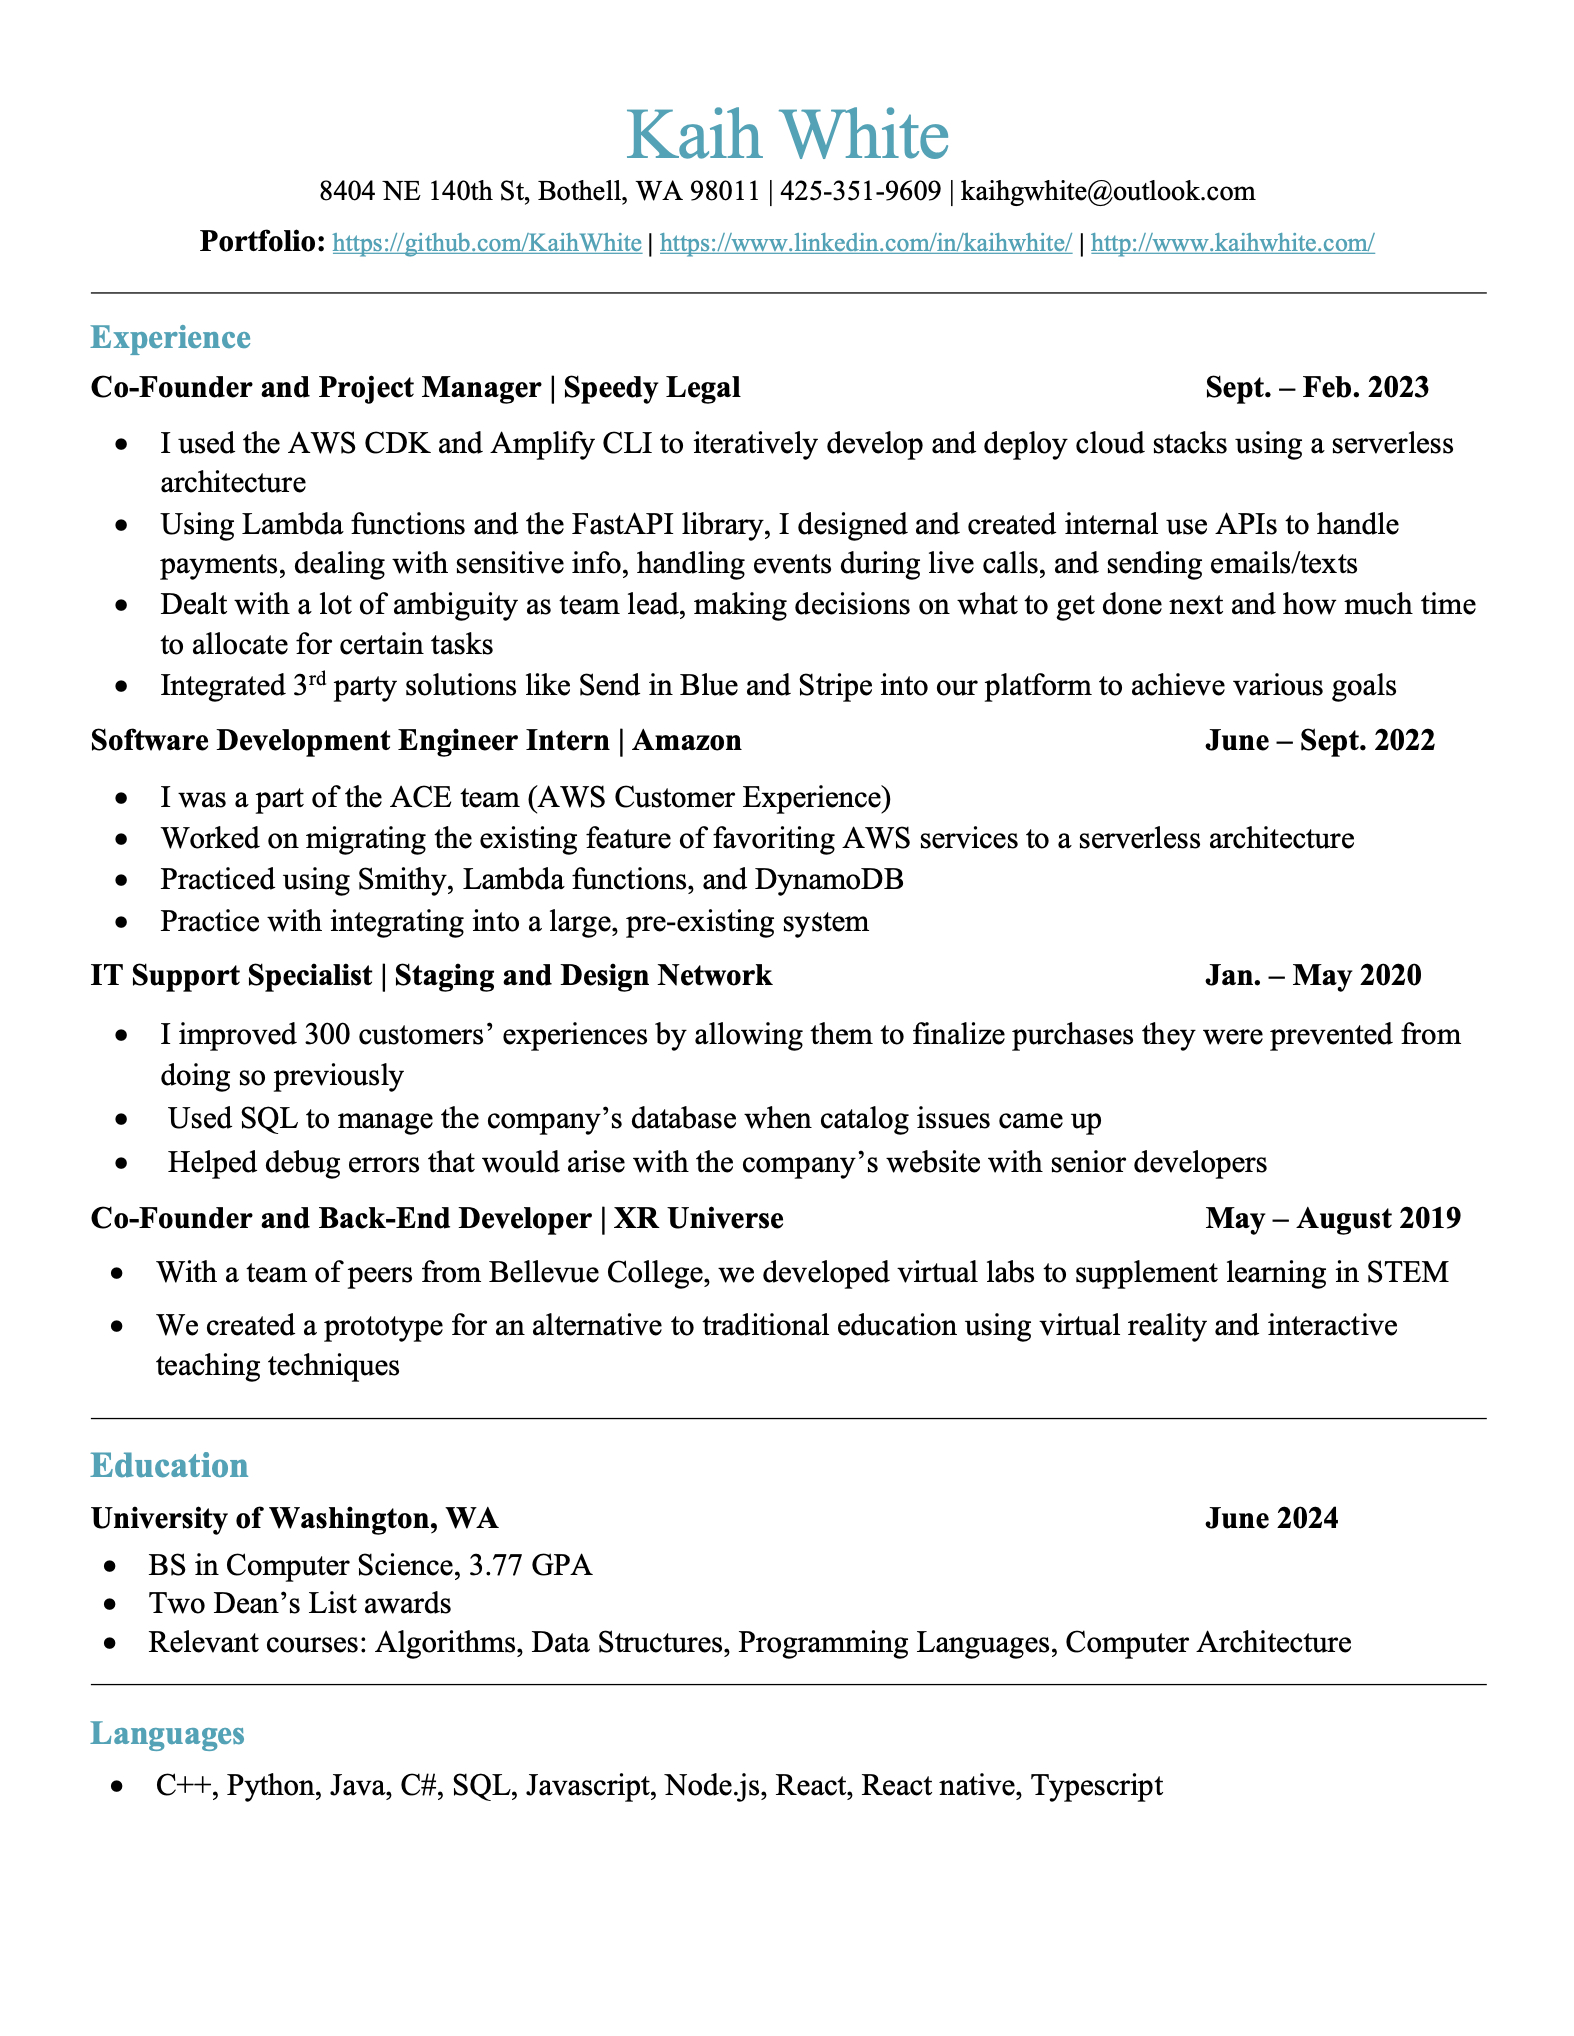 Kaih White
8404 NE 140th St, Bothell, WA 98011 | 425-351-9609 | kaihgwhite@outlook.com
Portfolio: https://github.com/KaihWhite | https://www.linkedin.com/in/kaihwhite/ | http://www.kaihwhite.com/
Experience
Co-Founder and Project Manager | Speedy Legal Sept. – Feb. 2023
• I used the AWS CDK and Amplify CLI to iteratively develop and deploy cloud stacks using a serverless
architecture
• Using Lambda functions and the FastAPI library, I designed and created internal use APIs to handle
payments, dealing with sensitive info, handling events during live calls, and sending emails/texts
• Dealt with a lot of ambiguity as team lead, making decisions on what to get done next and how much time
to allocate for certain tasks
• Integrated 3rd party solutions like Send in Blue and Stripe into our platform to achieve various goals
Software Development Engineer Intern | Amazon June – Sept. 2022
• I was a part of the ACE team (AWS Customer Experience)
• Worked on migrating the existing feature of favoriting AWS services to a serverless architecture
• Practiced using Smithy, Lambda functions, and DynamoDB
• Practice with integrating into a large, pre-existing system
IT Support Specialist | Staging and Design Network Jan. – May 2020
• I improved 300 customers’ experiences by allowing them to finalize purchases they were prevented from
doing so previously
• Used SQL to manage the company’s database when catalog issues came up
• Helped debug errors that would arise with the company’s website with senior developers
Co-Founder and Back-End Developer | XR Universe May – August 2019
• With a team of peers from Bellevue College, we developed virtual labs to supplement learning in STEM
• We created a prototype for an alternative to traditional education using virtual reality and interactive
teaching techniques
Education
University of Washington, WA June 2024
• BS in Computer Science, 3.77 GPA
• Two Dean’s List awards
• Relevant courses: Algorithms, Data Structures, Programming Languages, Computer Architecture
Languages
• C++, Python, Java, C#, SQL, Javascript, Node.js, React, React native, Typescript